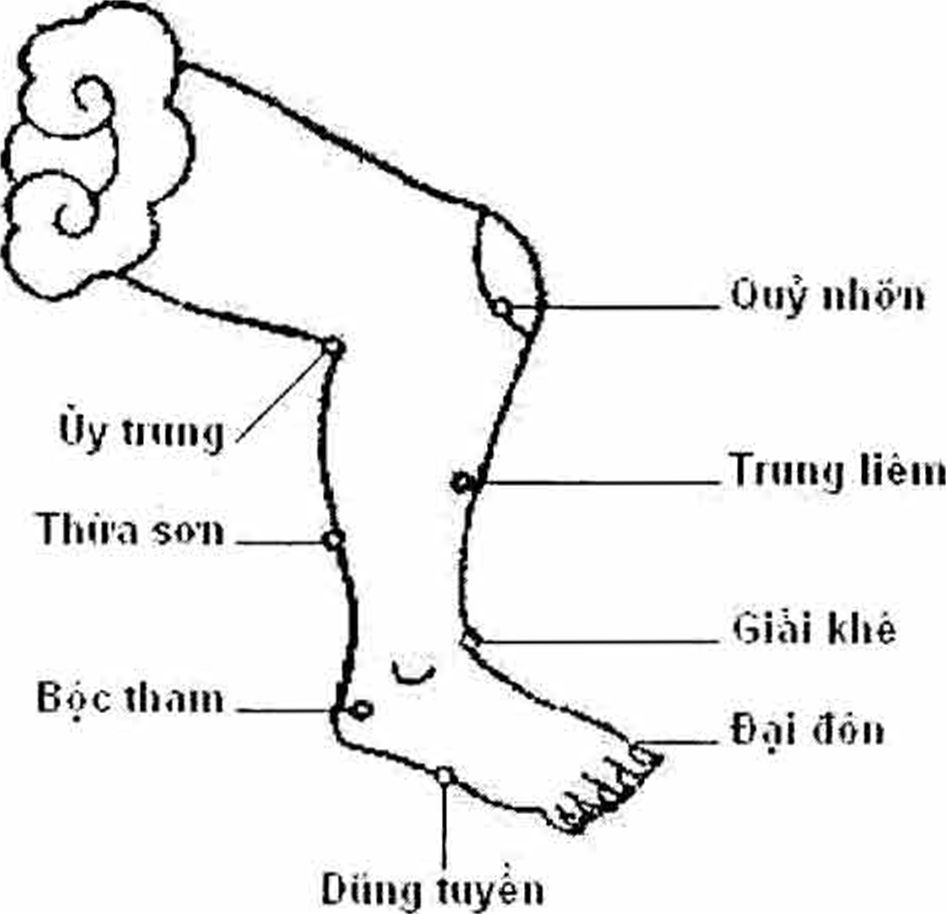 Quỷ nhỡn
Ủy trung
Trung liêm
Thừa sơn
Giải khê
Bộc tham
Đại đôn
Dũng tuyền